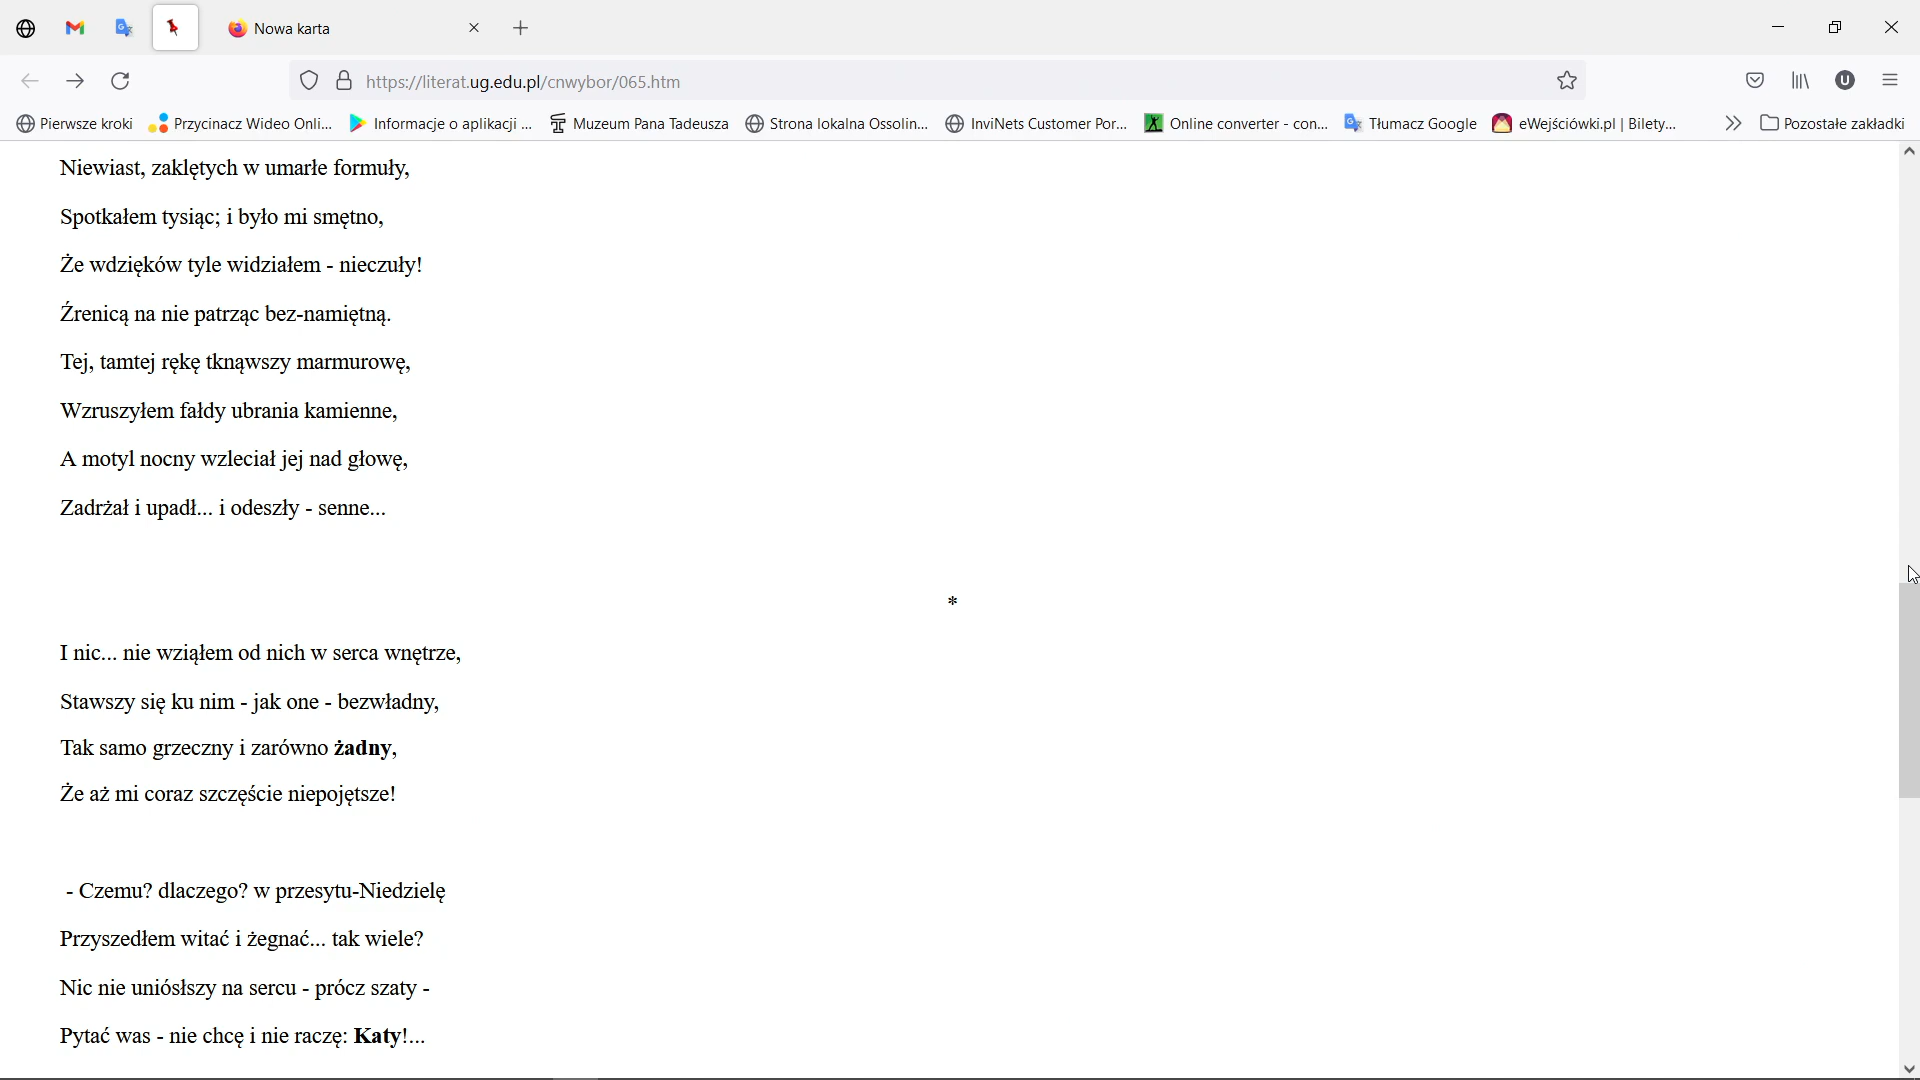 Nowa karta
https://literat.ug.edu.pl/cnwybor/065.htm
U
Pierwsze kroki Przycinacz Wideo Onli... Informacje o aplikacji ... Muzeum Pana Tadeusza Strona lokalna Ossolin... InviNets Customer Por... Online converter - con... Tłumacz Google eWejściówki.pl | Bilety... Pozostałe zakładki
Niewiast, zaklętych w umarłe formuły,
Spotkałem tysiąc; i było mi smętno,
Że wdzięków tyle widziałem - nieczuły!
Źrenicą na nie patrząc bez-namiętną.
Tej, tamtej rękę tknąwszy marmurowę,
Wzruszyłem fałdy ubrania kamienne,
A motyl nocny wzleciał jej nad głowę,
Zadrżał i upadł... i odeszły - senne...
*
I nic... nie wziąłem od nich w serca wnętrze,
Stawszy się ku nim - jak one - bezwładny,
Tak samo grzeczny i zarówno żadny,
Że aż mi coraz szczęście niepojętsze!
- Czemu? dlaczego? w przesytu-Niedzielę
Przyszedłem witać i żegnać... tak wiele?
Nic nie uniósłszy na sercu - prócz szaty -
Pytać was - nie chcę i nie raczę: Katy!...